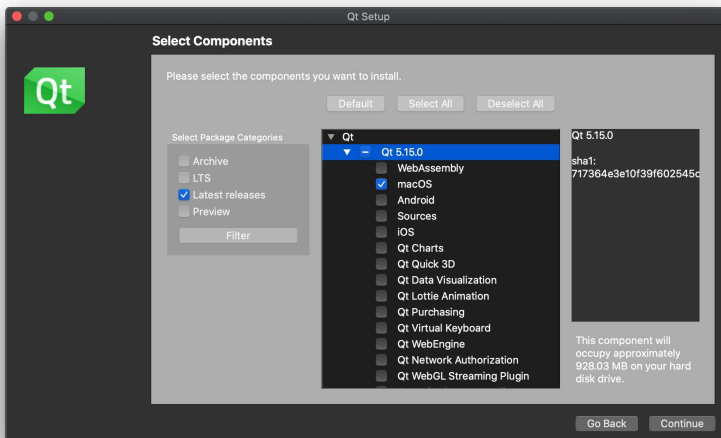 Qt Setup
Select Components
Qt
Please select the components you want to install.
Default
Select All
Deselect All
Select Package Categories
Archive
LTS
Latest releases
Preview
Filter
Qt
Qt 5.15.0
WebAssembly
macOS
Android
Sources
iOS
Qt Charts
Qt Quick 3D
Qt Data Visualization
Qt Lottie Animation
Qt Purchasing
Qt Virtual Keyboard
Qt WebEngine
Qt Network Authorization
Qt WebGL Streaming Plugin
Qt 5.15.0
sha1:
717364e3e10f39f602545c
This component will
occupy approximately
928.03 MB on your hard
disk drive.
Go Back
Continue